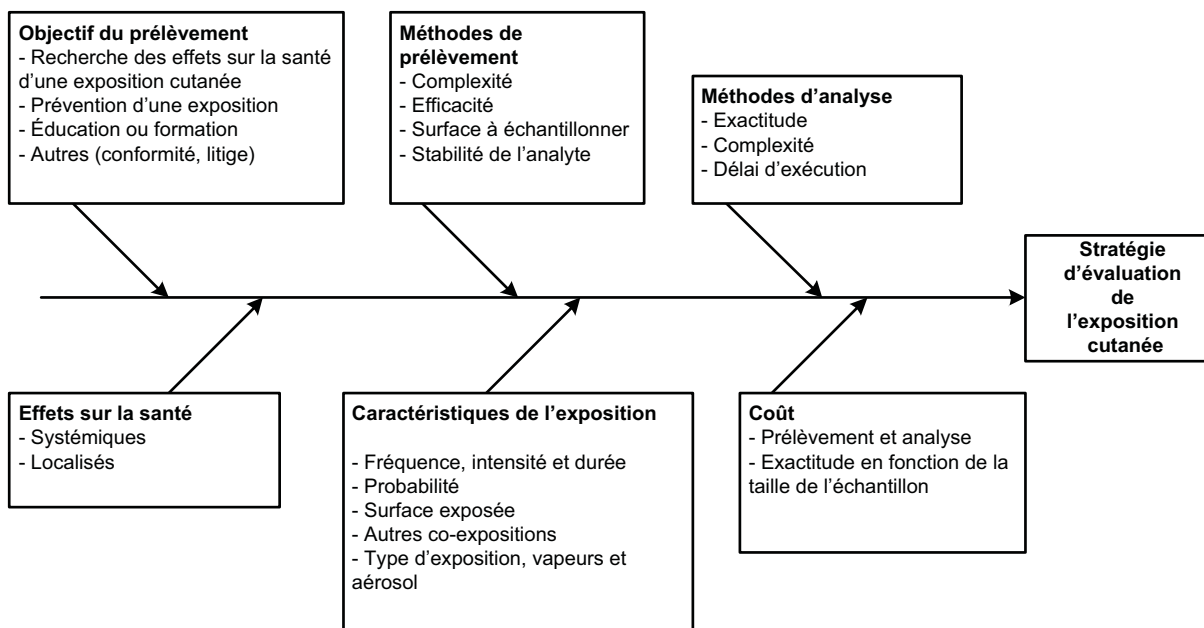 Objectif du prélèvement
- Recherche des effets sur la santé
d’une exposition cutanée
- Prévention d’une exposition
- Éducation ou formation
- Autres (conformité, litige)
Méthodes de
prélèvement
- Complexité
- Efficacité
- Surface à échantillonner
- Stabilité de l’analyte
Méthodes d’analyse
- Exactitude
- Complexité
- Délai d’exécution
Stratégie
d’évaluation
de
l’exposition
cutanée
Effets sur la santé
- Systémiques
- Localisés
Caractéristiques de l’exposition
- Fréquence, intensité et durée
- Probabilité
- Surface exposée
- Autres co-expositions
- Type d’exposition, vapeurs et
aérosol
Coût
- Prélèvement et analyse
- Exactitude en fonction de la
taille de l’échantillon